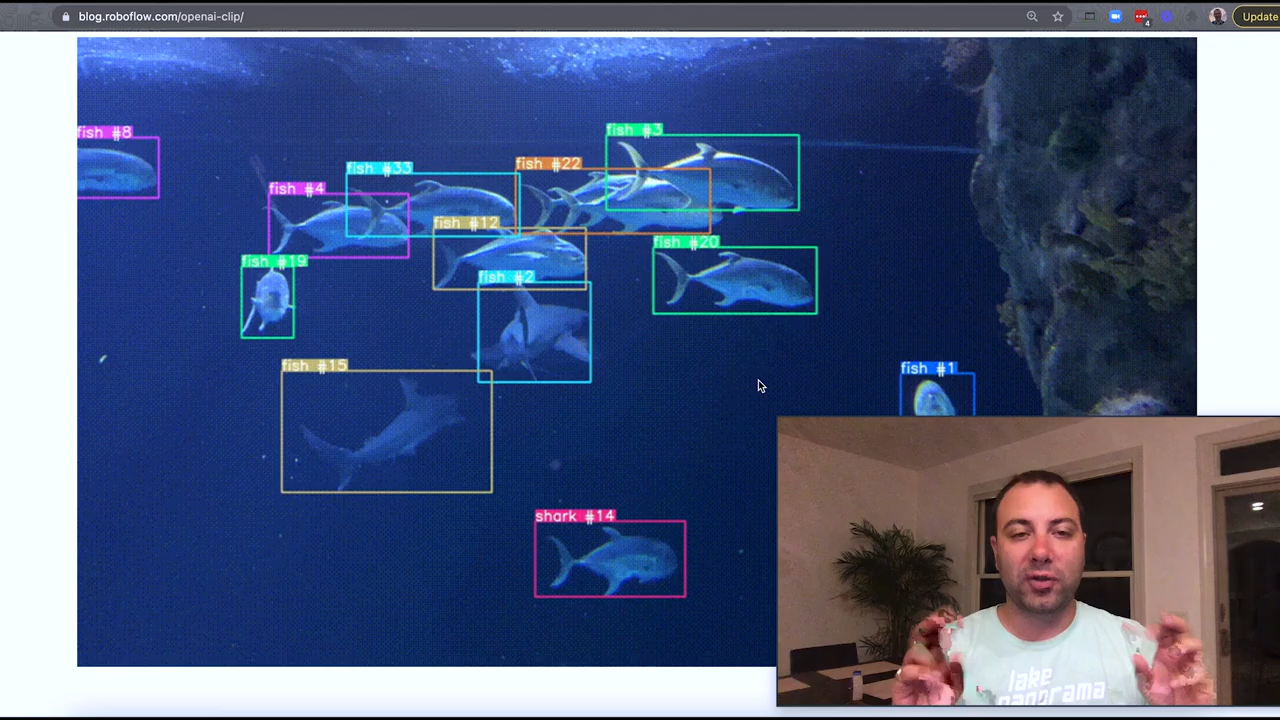 blog.roboflow.com/openai-clip/
4
Update
fish #8
fish #3
fish #33
fish #22
fish #4
fish #12
fish #20
fish #19
fish #2
fish #15
fish #1
shark #14
lake
panorama